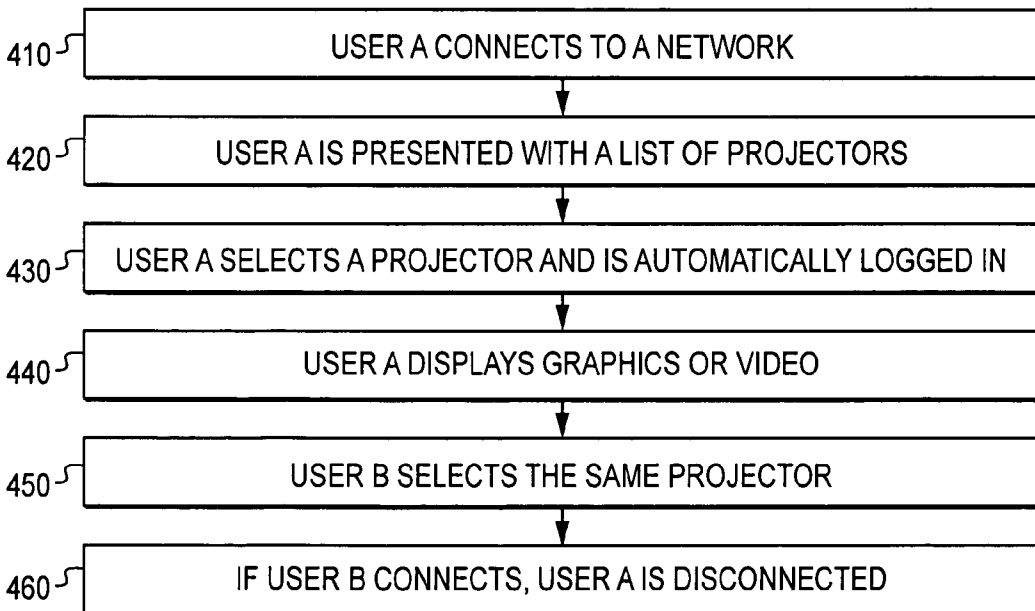 410 USER A CONNECTS TO A NETWORK
420 USER A IS PRESENTED WITH A LIST OF PROJECTORS
430 USER A SELECTS A PROJECTOR AND IS AUTOMATICALLY LOGGED IN
440 USER A DISPLAYS GRAPHICS OR VIDEO
450 USER B SELECTS THE SAME PROJECTOR
460 IF USER B CONNECTS, USER A IS DISCONNECTED